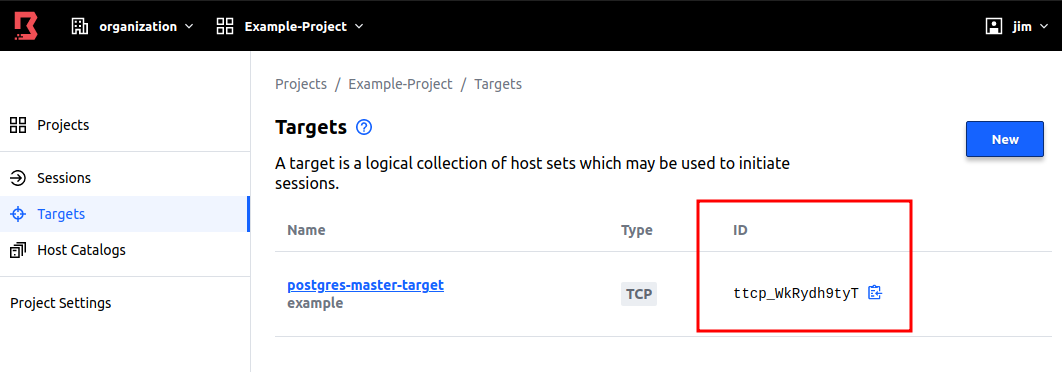 organization
Example-Project
jim
Projects / Example-Project / Targets
Projects
Sessions
Targets
Host Catalogs
Project Settings
Targets
New
A target is a logical collection of host sets which may be used to initiate
sessions.
Name Type ID
postgres-master-target
example
TCP
ttcp_WkRydh9tyT